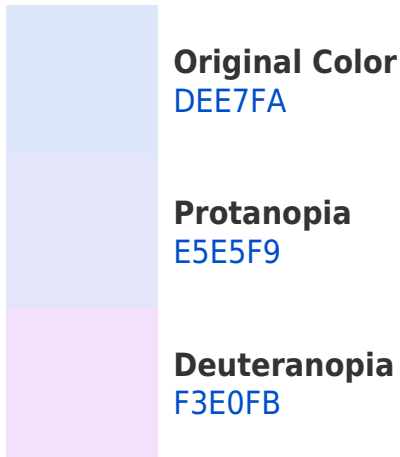 Original Color
DEE7FA
Protanopia
E5E5F9
Deuteranopia
F3E0FB